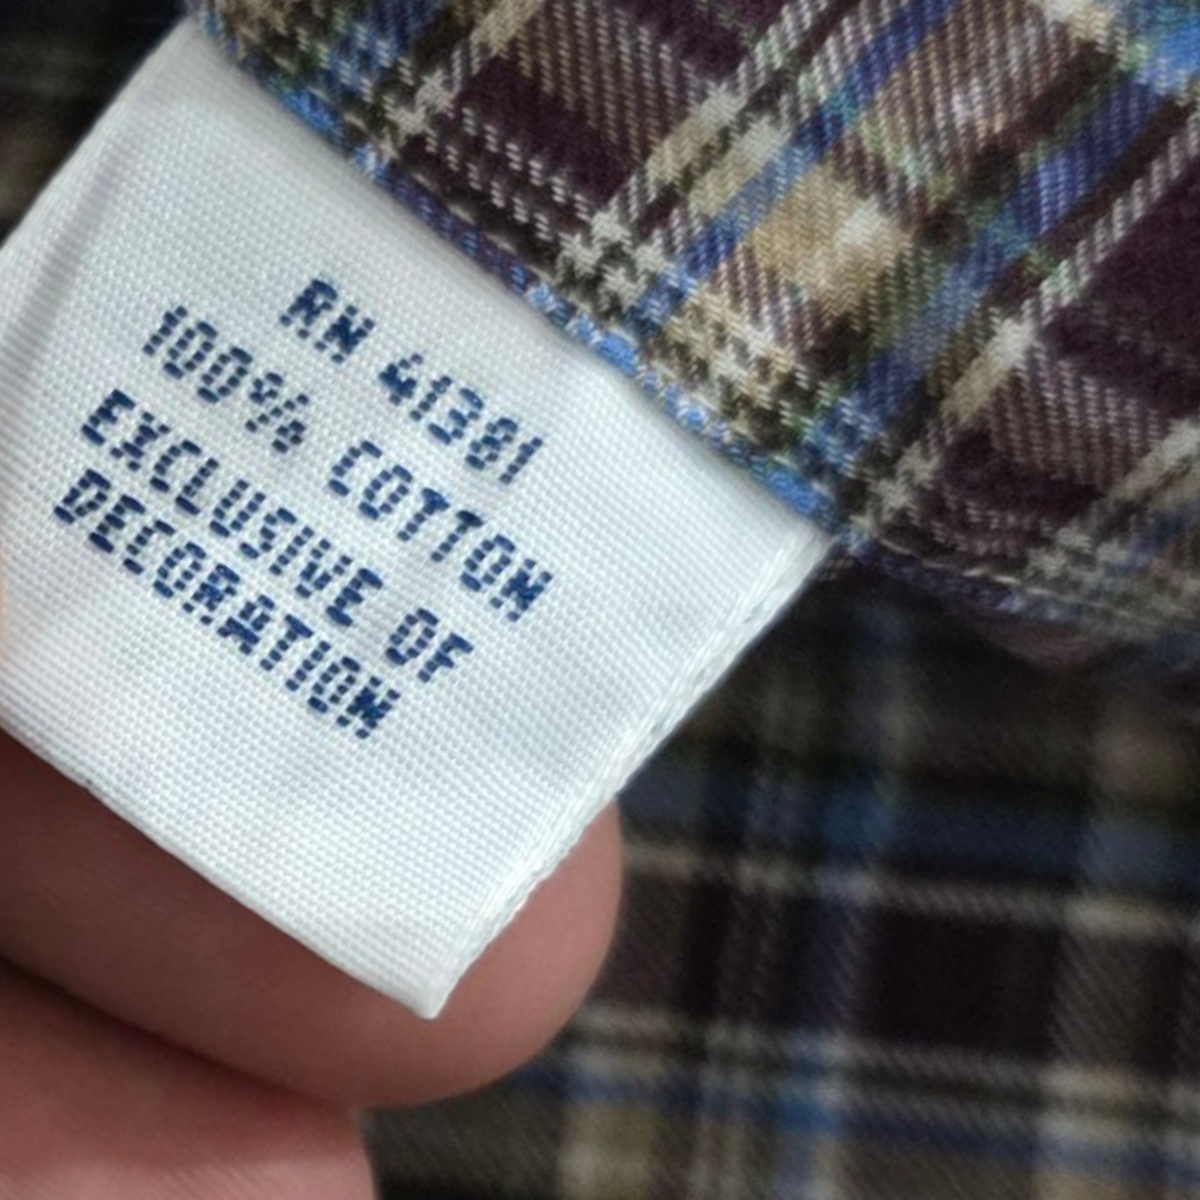 RN 41381
100% COTTON
EXCLUSIVE OF
DECORATION